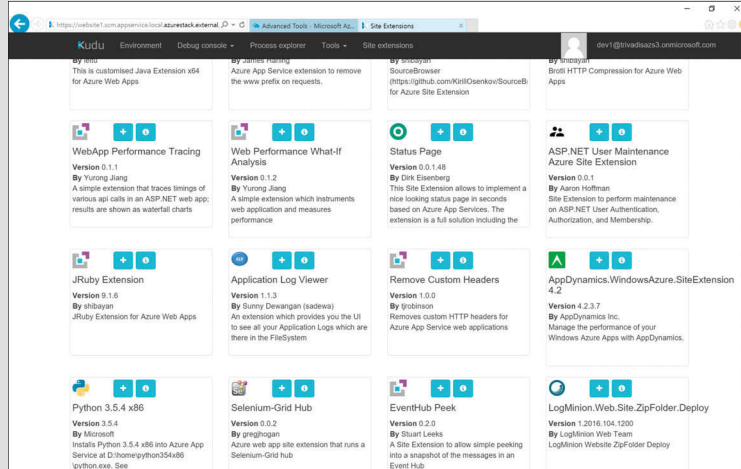 https://website1.scm.appservice.local.azurestack.external.
Advanced Tools - Microsoft Az...
Site Extensions
Kudu Environment Debug console Process explorer Tools Site extensions dev1@trivadisazs3.onmicrosoft.com
By leitu
This is customised Java Extension x64
for Azure Web Apps
By James Harling
Azure App Service extension to remove
the www prefix on requests.
By shibayan
SourceBrowser
(https://github.com/KirillOsenkov/SourceB
for Azure Site Extension
By shibayan
Brotli HTTP Compression for Azure Web
Apps
WebApp Performance Tracing
Version 0.1.1
By Yurong Jiang
A simple extension that traces timings of
various api calls in an ASP.NET web app;
results are shown as waterfall charts
Web Performance What-If
Analysis
Version 0.1.2
By Yurong Jiang
A simple extension which instruments
web application and measures
performance
Status Page
Version 0.0.1.48
By Dirk Eisenberg
This Site Extension allows to implement a
nice looking status page in seconds
based on Azure App Services. The
extension is a full solution including the
ASP.NET User Maintenance
Azure Site Extension
Version 0.0.1
By Aaron Hoffman
Site Extension to perform maintenance
on ASP.NET User Authentication,
Authorization, and Membership.
JRuby Extension
Version 9.1.6
By shibayan
JRuby Extension for Azure Web Apps
Application Log Viewer
Version 1.1.3
By Sunny Dewangan (sadewa)
An extension which provides you the UI
to see all your Application Logs which are
there in the FileSystem
Remove Custom Headers
Version 1.0.0
By tjrobinson
Removes custom HTTP headers for
Azure App Service web applications
AppDynamics.WindowsAzure.SiteExtension
4.2
Version 4.2.3.7
By AppDynamics Inc.
Manage the performance of your
Windows Azure Apps with AppDynamics.
Python 3.5.4 x86
Version 3.5.4
By Microsoft
Installs Python 3.5.4 x86 into Azure App
Service at D:\home\python354x86
\python.exe. See
Selenium-Grid Hub
Version 0.0.2
By gregjhogan
Azure web app site extension that runs a
Selenium-Grid hub
EventHub Peek
Version 0.2.0
By Stuart Leeks
A Site Extension to allow simple peeking
into a snapshot of the messages in an
Event Hub
LogMinion.Web.Site.ZipFolder.Deploy
Version 1.2016.104.1200
By LogMinion Web Team
LogMinion Website ZipFolder Deploy